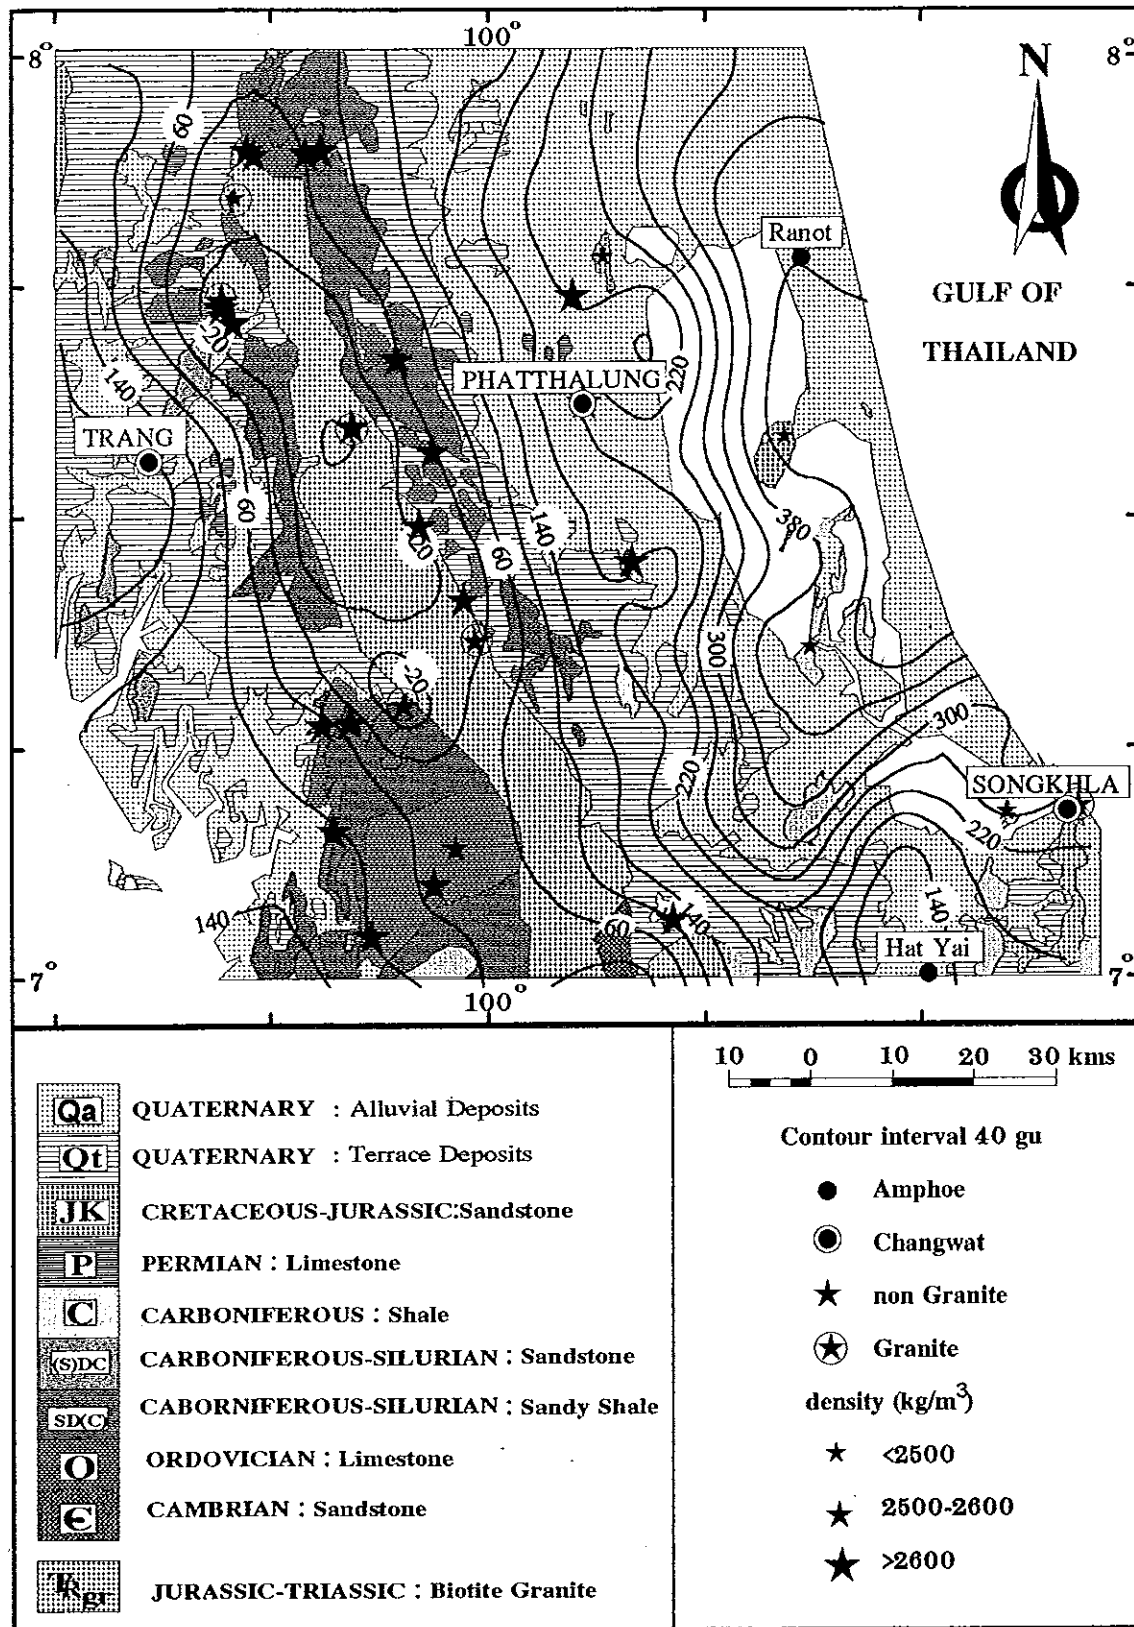 100°
8°
8°
N
60
Ranot
GULF OF
THAILAND
-20
140
PHATTHALUNG
220
TRANG
60
20
60
140
380
300
-20
300
220
SONGKHLA
220
140
140
60
140
Hat Yai
7°
100°
7°
10 0 10 20 30 kms
Qa QUATERNARY : Alluvial Deposits
Qt QUATERNARY : Terrace Deposits
JK CRETACEOUS-JURASSIC:Sandstone
P PERMIAN : Limestone
C CARBONIFEROUS : Shale
(S)DC CARBONIFEROUS-SILURIAN : Sandstone
SD(C) CABORNIFEROUS-SILURIAN : Sandy Shale
O ORDOVICIAN : Limestone
Є CAMBRIAN : Sandstone
TRgr JURASSIC-TRIASSIC : Biotite Granite
Contour interval 40 gu
Amphoe
Changwat
non Granite
Granite
density (kg/m³)
<2500
2500-2600
>2600